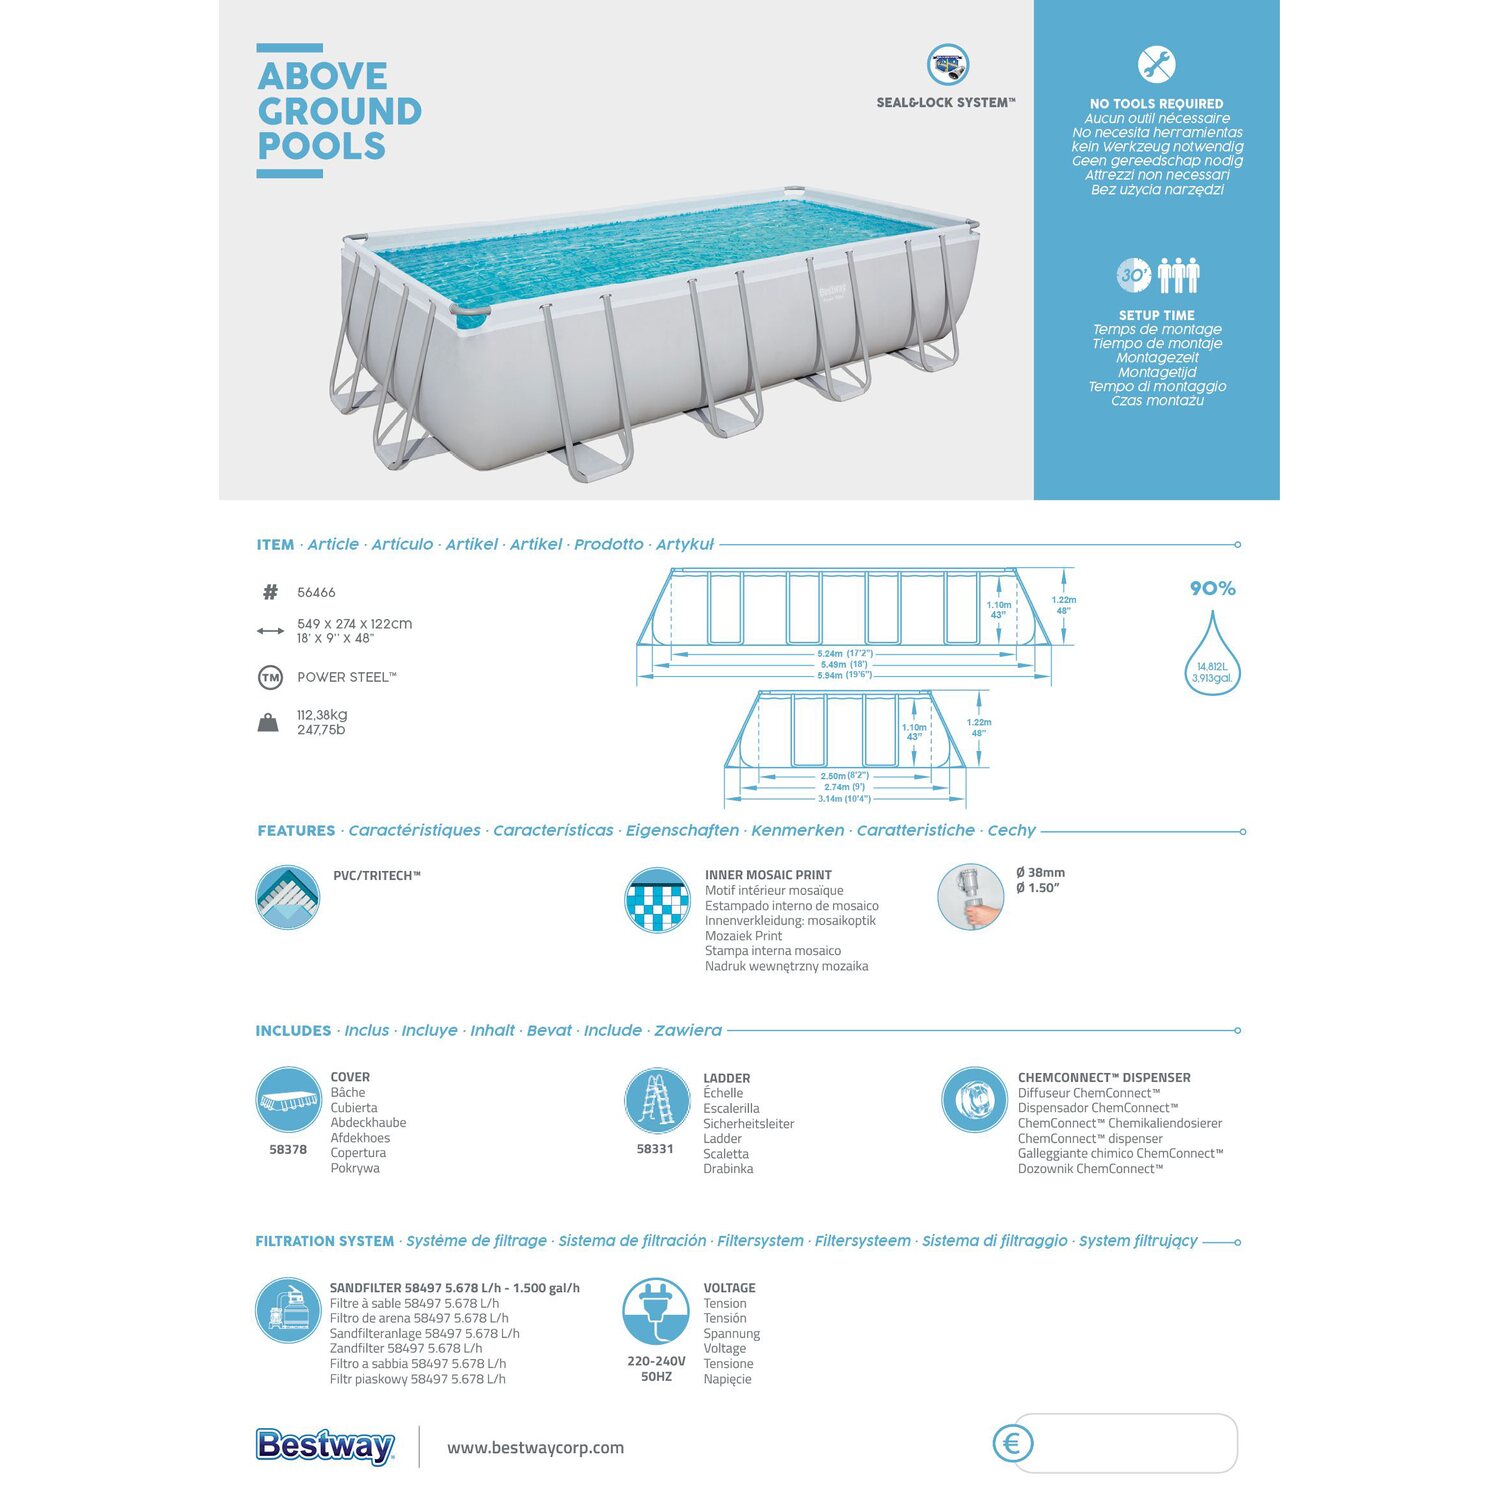 ABOVE
GROUND
POOLS
SEAL&LOCK SYSTEM™
NO TOOLS REQUIRED
Aucun outil nécessaire
No necesita herramientas
kein Werkzeug notwendig
Geen gereedschap nodig
Attrezzi non necessari
Bez użycia narzędzi
30'
SETUP TIME
Temps de montage
Tiempo de montaje
Montagezeit
Montagetijd
Tempo di montaggio
Czas montażu
Bestway
ITEM · Article · Artículo · Artikel · Artikel · Prodotto · Artykuł
# 56466
549 x 274 x 122cm
18' x 9'' x 48"
TM POWER STEEL™
112,38kg
247,75b
1.10m
43"
1.22m
48"
5.24m (17'2")
5.49m (18')
5.94m (19'6")
1.10m
43"
1.22m
48"
2.50m(8'2")
2.74m (9')
3.14m (10'4")
90%
14,812L
3,913gal.
FEATURES · Caractéristiques · Características · Eigenschaften · Kenmerken · Caratteristiche · Cechy
PVC/TRITECH™
INNER MOSAIC PRINT
Motif intérieur mosaïque
Estampado interno de mosaico
Innenverkleidung: mosaikoptik
Mozaiek Print
Stampa interna mosaico
Nadruk wewnętrzny mozaika
Ø 38mm
Ø 1.50"
INCLUDES · Inclus · Incluye · Inhalt · Bevat · Include · Zawiera
58378
COVER
Bâche
Cubierta
Abdeckhaube
Afdekhoes
Copertura
Pokrywa
58331
LADDER
Échelle
Escalerilla
Sicherheitsleiter
Ladder
Scaletta
Drabinka
CHEMCONNECT™ DISPENSER
Diffuseur ChemConnect™
Dispensador ChemConnect™
ChemConnect™ Chemikaliendosierer
ChemConnect™ dispenser
Galleggiante chimico ChemConnect™
Dozownik ChemConnect™
FILTRATION SYSTEM · Système de filtrage · Sistema de filtración · Filtersystem · Filtersysteem · Sistema di filtraggio · System filtrujący
SANDFILTER 58497 5.678 L/h - 1.500 gal/h
Filtre à sable 58497 5.678 L/h
Filtro de arena 58497 5.678 L/h
Sandfilteranlage 58497 5.678 L/h
Zandfilter 58497 5.678 L/h
Filtro a sabbia 58497 5.678 L/h
Filtr piaskowy 58497 5.678 L/h
220-240V
50HZ
VOLTAGE
Tension
Tensión
Spannung
Voltage
Tensione
Napięcie
Bestway®
www.bestwaycorp.com
€